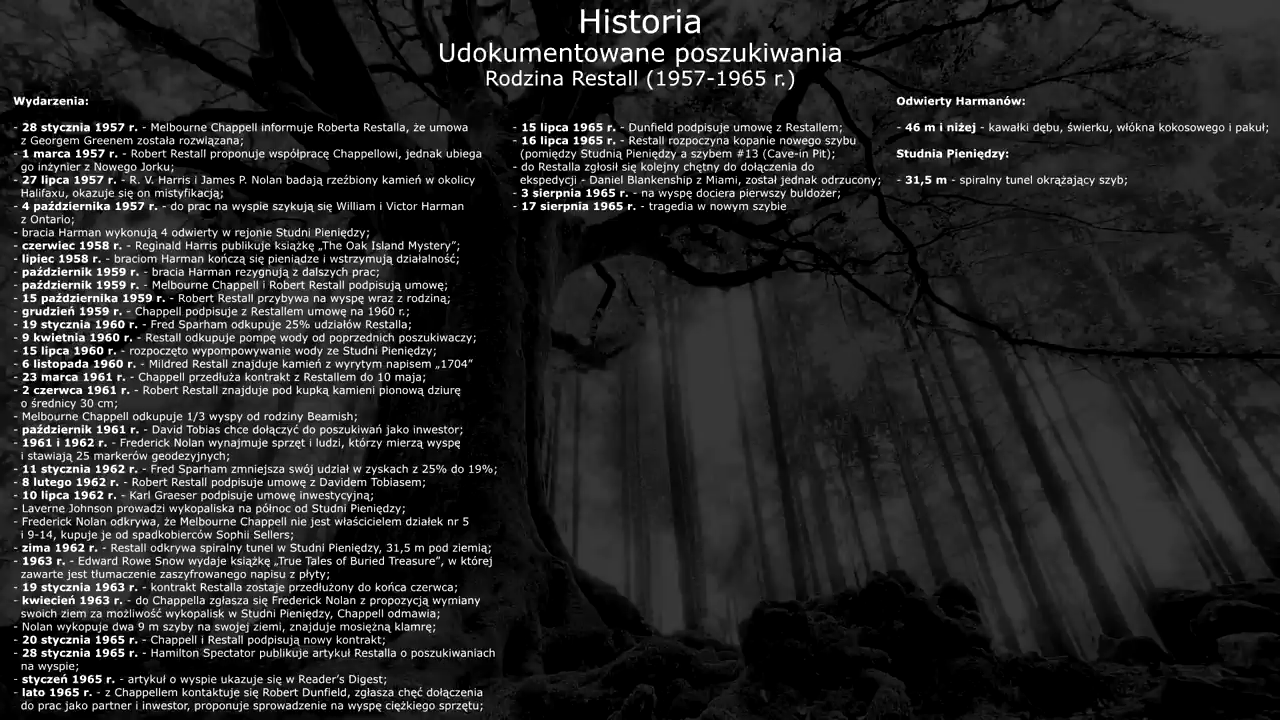 Historia
Udokumentowane poszukiwania
Rodzina Restall (1957-1965 r.)
Wydarzenia:
- 28 stycznia 1957 r. - Melbourne Chappell informuje Roberta Restalla, że umowa
z Georgem Greenem została rozwiązana;
- 1 marca 1957 r. - Robert Restall proponuje współpracę Chappellowi, jednak ubiega
go inżynier z Nowego Jorku;
- 27 lipca 1957 r. - R. V. Harris i James P. Nolan badają rzeźbiony kamień w okolicy
Halifaxu, okazuje się on mistyfikacją;
- 4 października 1957 r. - do prac na wyspie szykują się William i Victor Harman
z Ontario;
- bracia Harman wykonują 4 odwierty w rejonie Studni Pieniędzy;
- czerwiec 1958 r. - Reginald Harris publikuje książkę „The Oak Island Mystery”;
- lipiec 1958 r. - braciom Harman kończą się pieniądze i wstrzymują działalność;
- październik 1959 r. - bracia Harman rezygnują z dalszych prac;
- październik 1959 r. - Melbourne Chappell i Robert Restall podpisują umowę;
- 15 października 1959 r. - Robert Restall przybywa na wyspę wraz z rodziną;
- grudzień 1959 r. - Chappell podpisuje z Restallem umowę na 1960 r.;
- 19 stycznia 1960 r. - Fred Sparham odkupuje 25% udziałów Restalla;
- 9 kwietnia 1960 r. - Restall odkupuje pompę wody od poprzednich poszukiwaczy;
- 15 lipca 1960 r. - rozpoczęto wypompowywanie wody ze Studni Pieniędzy;
- 6 listopada 1960 r. - Mildred Restall znajduje kamień z wyrytym napisem „1704”
- 23 marca 1961 r. - Chappell przedłuża kontrakt z Restallem do 10 maja;
- 2 czerwca 1961 r. - Robert Restall znajduje pod kupką kamieni pionową dziurę
o średnicy 30 cm;
- Melbourne Chappell odkupuje 1/3 wyspy od rodziny Beamish;
- październik 1961 r. - David Tobias chce dołączyć do poszukiwań jako inwestor;
- 1961 i 1962 r. - Frederick Nolan wynajmuje sprzęt i ludzi, którzy mierzą wyspę
i stawiają 25 markerów geodezyjnych;
- 11 stycznia 1962 r. - Fred Sparham zmniejsza swój udział w zyskach z 25% do 19%;
- 8 lutego 1962 r. - Robert Restall podpisuje umowę z Davidem Tobiasem;
- 10 lipca 1962 r. - Karl Graeser podpisuje umowę inwestycyjną;
- Laverne Johnson prowadzi wykopaliska na północ od Studni Pieniędzy;
- Frederick Nolan odkrywa, że Melbourne Chappell nie jest właścicielem działek nr 5
i 9-14, kupuje je od spadkobierców Sophii Sellers;
- zima 1962 r. - Restall odkrywa spiralny tunel w Studni Pieniędzy, 31,5 m pod ziemią;
- 1963 r. - Edward Rowe Snow wydaje książkę „True Tales of Buried Treasure”, w której
zawarte jest tłumaczenie zaszyfrowanego napisu z płyty;
- 19 stycznia 1963 r. - kontrakt Restalla zostaje przedłużony do końca czerwca;
- kwiecień 1963 r. - do Chappella zgłasza się Frederick Nolan z propozycją wymiany
swoich ziem za możliwość wykopalisk w Studni Pieniędzy, Chappell odmawia;
- Nolan wykopuje dwa 9 m szyby na swojej ziemi, znajduje mosiężną klamrę;
- 20 stycznia 1965 r. - Chappell i Restall podpisują nowy kontrakt;
- 28 stycznia 1965 r. - Hamilton Spectator publikuje artykuł Restalla o poszukiwaniach
na wyspie;
- styczeń 1965 r. - artykuł o wyspie ukazuje się w Reader’s Digest;
- lato 1965 r. - z Chappellem kontaktuje się Robert Dunfield, zgłasza chęć dołączenia
do prac jako partner i inwestor, proponuje sprowadzenie na wyspę ciężkiego sprzętu;
- 15 lipca 1965 r. - Dunfield podpisuje umowę z Restallem;
- 16 lipca 1965 r. - Restall rozpoczyna kopanie nowego szybu
(pomiędzy Studnią Pieniędzy a szybem #13 (Cave-in Pit);
- do Restalla zgłosił się kolejny chętny do dołączenia do
ekspedycji - Daniel Blankenship z Miami, został jednak odrzucony;
- 3 sierpnia 1965 r. - na wyspę dociera pierwszy buldożer;
- 17 sierpnia 1965 r. - tragedia w nowym szybie
Odwierty Harmanów:
- 46 m i niżej - kawałki dębu, świerku, włókna kokosowego i pakuł;
Studnia Pieniędzy:
- 31,5 m - spiralny tunel okrążający szyb;